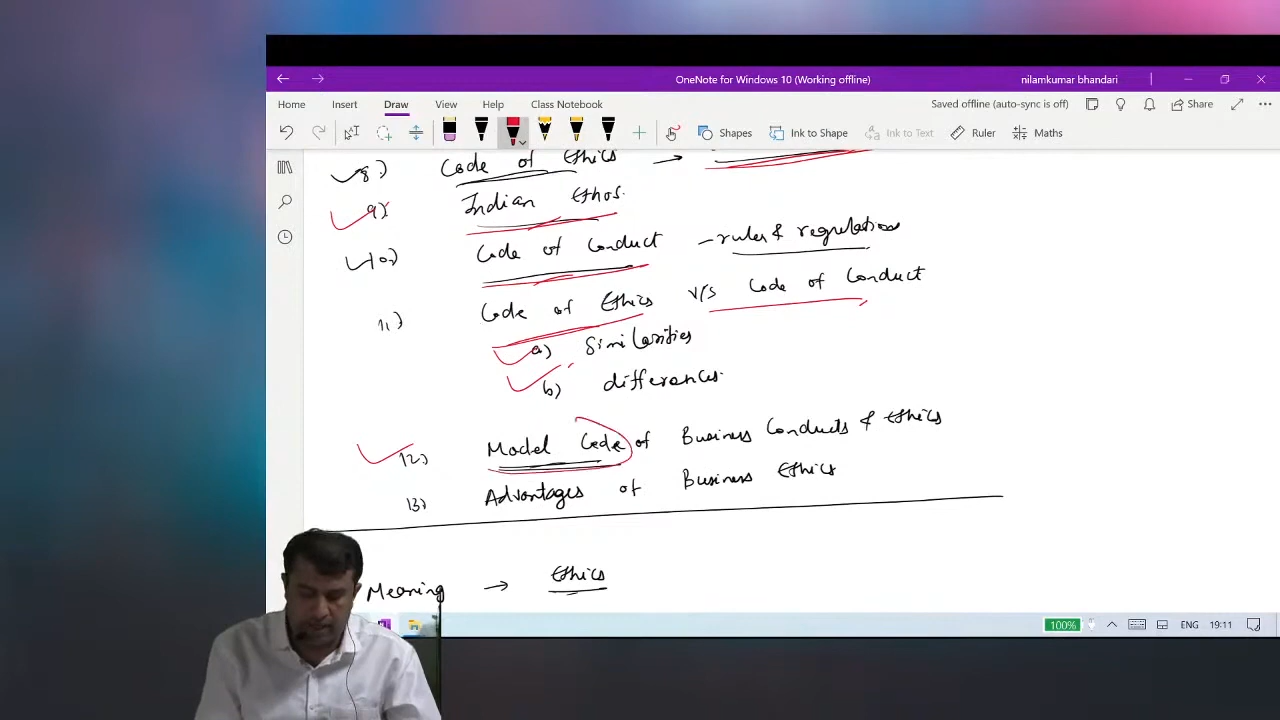 OneNote for Windows 10 (Working offline) nilamkumar bhandari
Home Insert Draw View Help Class Notebook Saved offline (auto-sync is off) Share
Shapes Ink to Shape Ink to Text Ruler Maths
8) Code of Ethics →
9) Indian Ethos.
10) Code of Conduct - rules & regulations
11) Code of Ethics v/s Code of Conduct
a) Similarities
b) differences.
12) Model Code of Business Conducts & Ethics
13) Advantages of Business Ethics
Meaning → Ethics
100% ENG 19:11